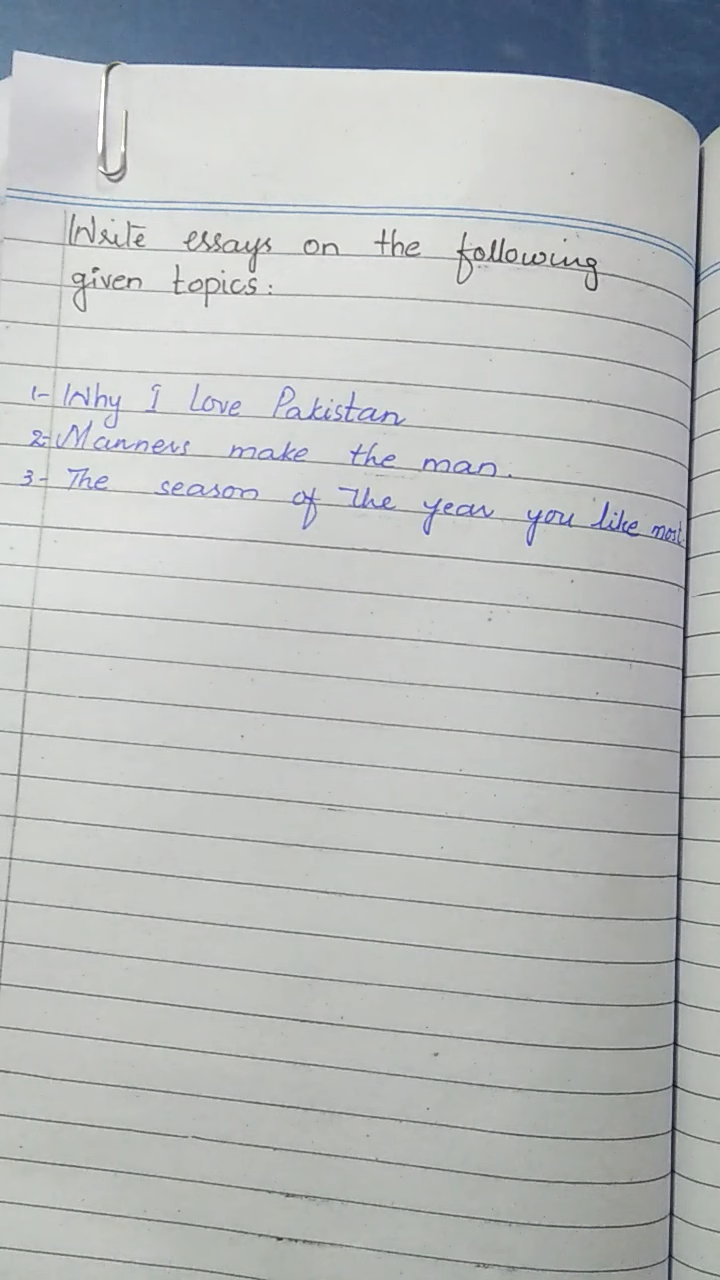 Write essays on the following
given topics:
1- Why I Love Pakistan
2- Manners make the man.
3- The season of the year you like most.